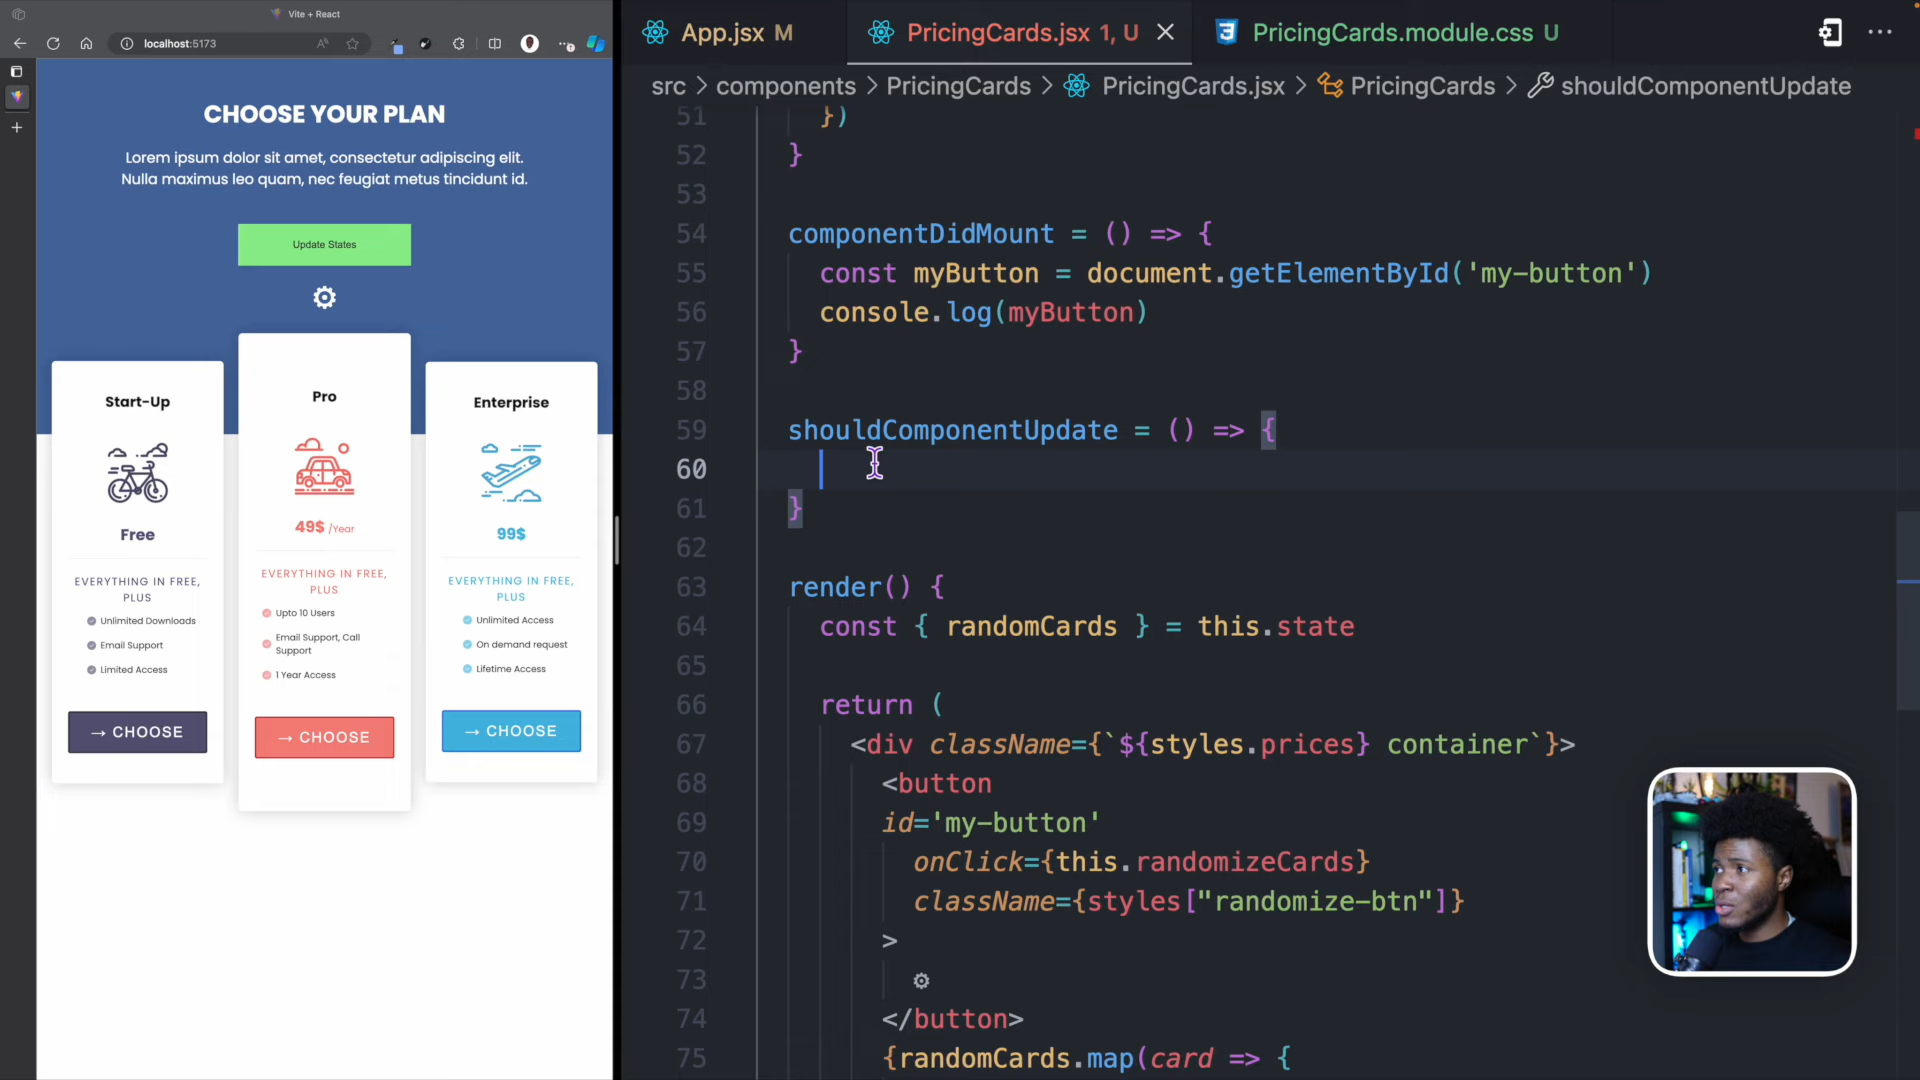 Vite + React
localhost:5173
CHOOSE YOUR PLAN
Lorem ipsum dolor sit amet, consectetur adipiscing elit.
Nulla maximus leo quam, nec feugiat metus tincidunt id.
Update States
Start-Up
Free
EVERYTHING IN FREE,
PLUS
Unlimited Downloads
Email Support
Limited Access
→ CHOOSE
Pro
49$ /Year
EVERYTHING IN FREE,
PLUS
Upto 10 Users
Email Support, Call
Support
1 Year Access
→ CHOOSE
Enterprise
99$
EVERYTHING IN FREE,
PLUS
Unlimited Access
On demand request
Lifetime Access
→ CHOOSE
App.jsx M
PricingCards.jsx 1, U
PricingCards.module.css U
src > components > PricingCards > PricingCards.jsx > PricingCards > shouldComponentUpdate
51 })
52 }
53
54 componentDidMount = () => {
55 const myButton = document.getElementById('my-button')
56 console.log(myButton)
57 }
58
59 shouldComponentUpdate = () => {
60
61 }
62
63 render() {
64 const { randomCards } = this.state
65
66 return (
67 <div className={`${styles.prices} container`}>
68 <button
69 id='my-button'
70 onClick={this.randomizeCards}
71 className={styles["randomize-btn"]}
72 >
73 ⚙
74 </button>
75 {randomCards.map(card => {